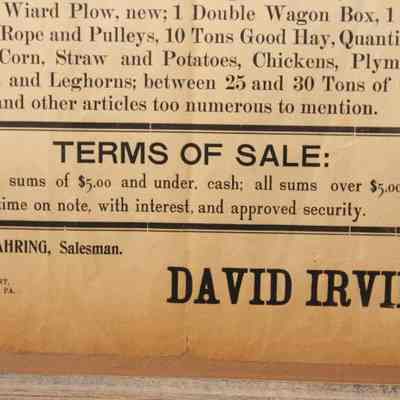 Wiard Plow, new; 1 Double Wagon Box, 1
Rope and Pulleys, 10 Tons Good Hay, Quanti
Corn, Straw and Potatoes, Chickens, Plym
and Leghorns; between 25 and 30 Tons of
and other articles too numerous to mention.
TERMS OF SALE:
sums of $5.00 and under, cash; all sums over $5.00
time on note, with interest, and approved security.
AHRING, Salesman.
DAVID IRVI
PA.